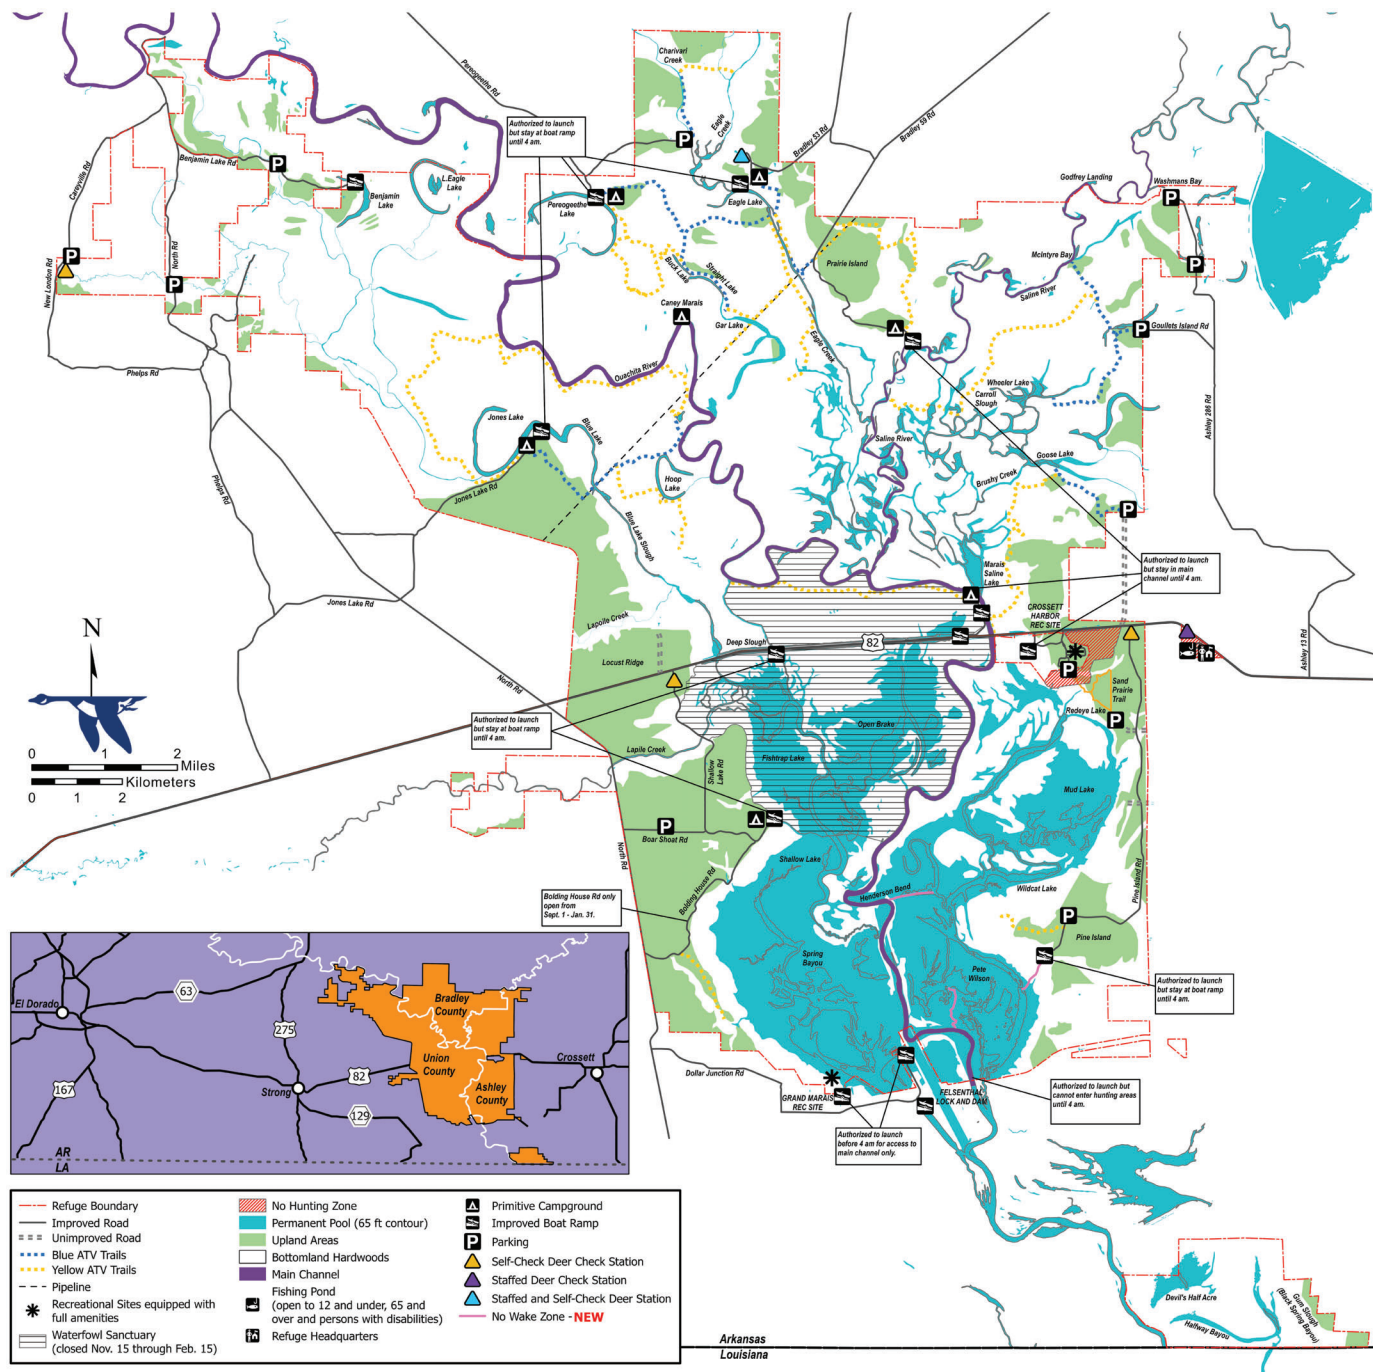 Charivari
Creek
Pereogeethe Rd
Authorized to launch
but stay at boat ramp
until 4 am.
Eagle
Creek
Bradley 53 Rd
Bradley 59 Rd
Careyville Rd
Benjamin Lake Rd
P
P
L.Eagle
Lake
Benjamin
Lake
Pereogeethe
Lake
Eagle Lake
Godfrey Landing
Washmans Bay
P
P
New London Rd
North Rd
P
P
Buck Lake
Straight Lake
Prairie Island
McIntyre Bay
Saline River
Caney Marais
Gar Lake
Goullets Island Rd
P
Eagle Creek
Phelps Rd
Ouachita River
Wheeler Lake
Carroll
Slough
Ashley 286 Rd
Jones Lake
Blue Lake
Saline River
Goose Lake
Hoop
Lake
Brushy Creek
Phelps Rd
Jones Lake Rd
Blue Lake Slough
P
Marais
Saline
Lake
Authorized to launch
but stay in main
channel until 4 am.
Jones Lake Rd
N
Lapoile Creek
CROSSETT
HARBOR
REC SITE
Deep Slough
82
Locust Ridge
P
Ashley 13 Rd
North Rd
Sand
Prairie
Trail
Redeye Lake
P
Authorized to launch
but stay at boat ramp
until 4 am.
Open Brake
Lapile Creek
Shallow
Lake Rd
Fishtrap Lake
0 1 2
Miles
Kilometers
0 1 2
Mud Lake
P
Boar Shoat Rd
North Rd
Shallow Lake
Pine Island Rd
Bolding House Rd
Henderson Bend
Wildcat Lake
Bolding House Rd only
open from
Sept. 1 - Jan. 31.
P
Pine Island
Spring
Bayou
Pete
Wilson
Authorized to launch
but stay at boat ramp
until 4 am.
Dollar Junction Rd
GRAND MARAIS
REC SITE
FELSENTHAL
LOCK AND DAM
Authorized to launch but
cannot enter hunting areas
until 4 am.
Authorized to launch
before 4 am for access to
main channel only.
El Dorado
63
275
Bradley
County
Union
County
82
Crossett
167
Strong
129
Ashley
County
AR
LA
Devil's Half Acre
Halfway Bayou
Gum Slough
(Black Spring Bayou)
Arkansas
Louisiana
Refuge Boundary
Improved Road
Unimproved Road
Blue ATV Trails
Yellow ATV Trails
Pipeline
Recreational Sites equipped with
full amenities
Waterfowl Sanctuary
(closed Nov. 15 through Feb. 15)
No Hunting Zone
Permanent Pool (65 ft contour)
Upland Areas
Bottomland Hardwoods
Main Channel
Fishing Pond
(open to 12 and under, 65 and
over and persons with disabilities)
Refuge Headquarters
Primitive Campground
Improved Boat Ramp
P Parking
Self-Check Deer Check Station
Staffed Deer Check Station
Staffed and Self-Check Deer Station
No Wake Zone - NEW